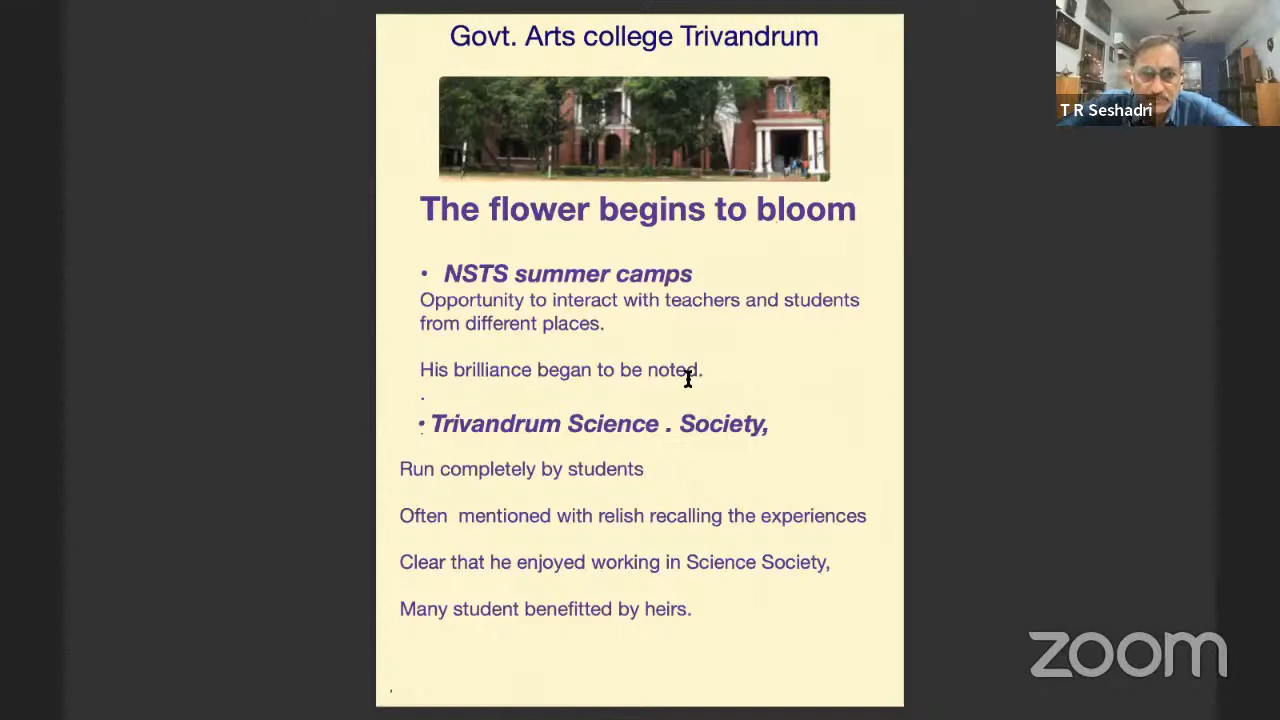 Govt. Arts college Trivandrum
T R Seshadri
The flower begins to bloom
• NSTS summer camps
Opportunity to interact with teachers and students
from different places.
His brilliance began to be noted.
.
• Trivandrum Science . Society,
Run completely by students
Often mentioned with relish recalling the experiences
Clear that he enjoyed working in Science Society,
Many student benefitted by heirs.
zoom